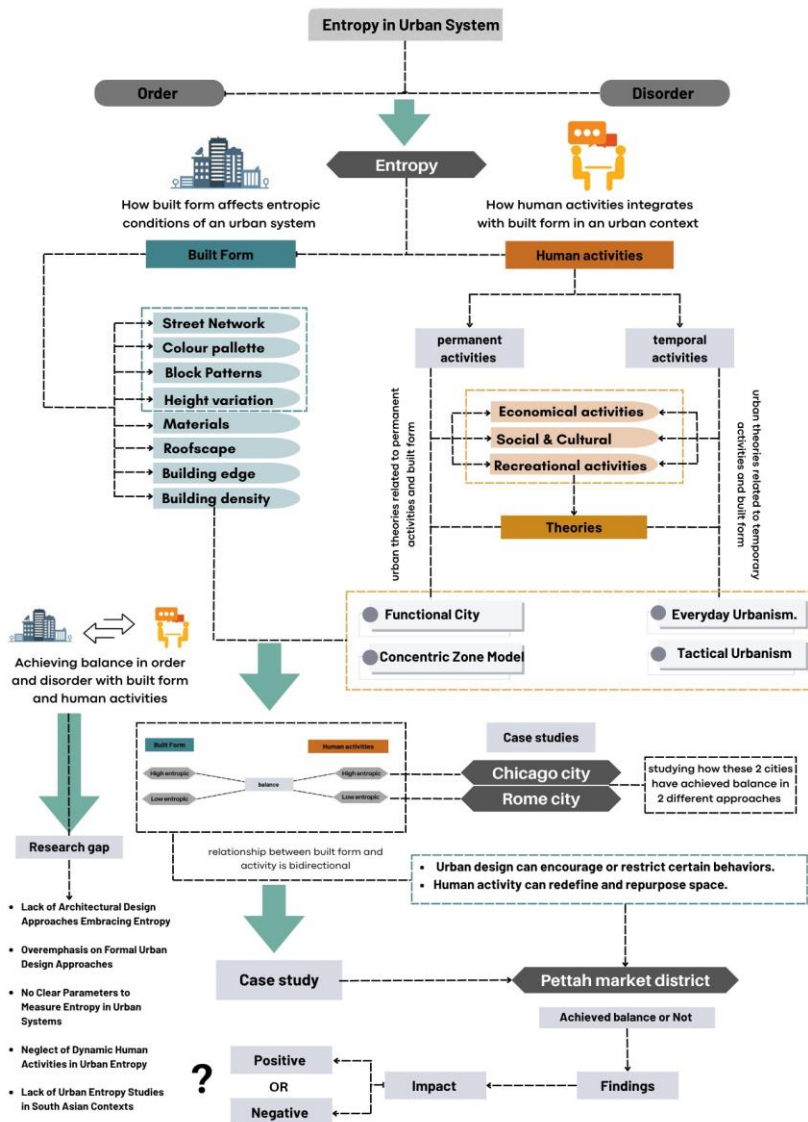 Entropy in Urban System
Order
Disorder
Entropy
How built form affects entropic
conditions of an urban system
How human activities integrates
with built form in an urban context
Built Form
Human activities
Street Network
Colour pallette
Block Patterns
Height variation
Materials
Roofscape
Building edge
Building density
permanent
activities
temporal
activities
urban theories related to permanent
activities and built form
Economical activities
Social & Cultural
Recreational activities
urban theories related to temporary
activities and built form
Theories
Functional City
Concentric Zone Model
Everyday Urbanism.
Tactical Urbanism
Achieving balance in order
and disorder with built form
and human activities
Built Form
Human activities
High entropic
Low entropic
balance
High entropic
Low entropic
Case studies
Chicago city
Rome city
studying how these 2 cities
have achieved balance in
2 different approaches
relationship between built form and
activity is bidirectional
• Urban design can encourage or restrict certain behaviors.
• Human activity can redefine and repurpose space.
Research gap
• Lack of Architectural Design
Approaches Embracing Entropy
• Overemphasis on Formal Urban
Design Approaches
• No Clear Parameters to
Measure Entropy in Urban
Systems
• Neglect of Dynamic Human
Activities in Urban Entropy
• Lack of Urban Entropy Studies
in South Asian Contexts
Case study
Pettah market district
Achieved balance or Not
Findings
Impact
Positive
OR
Negative
?